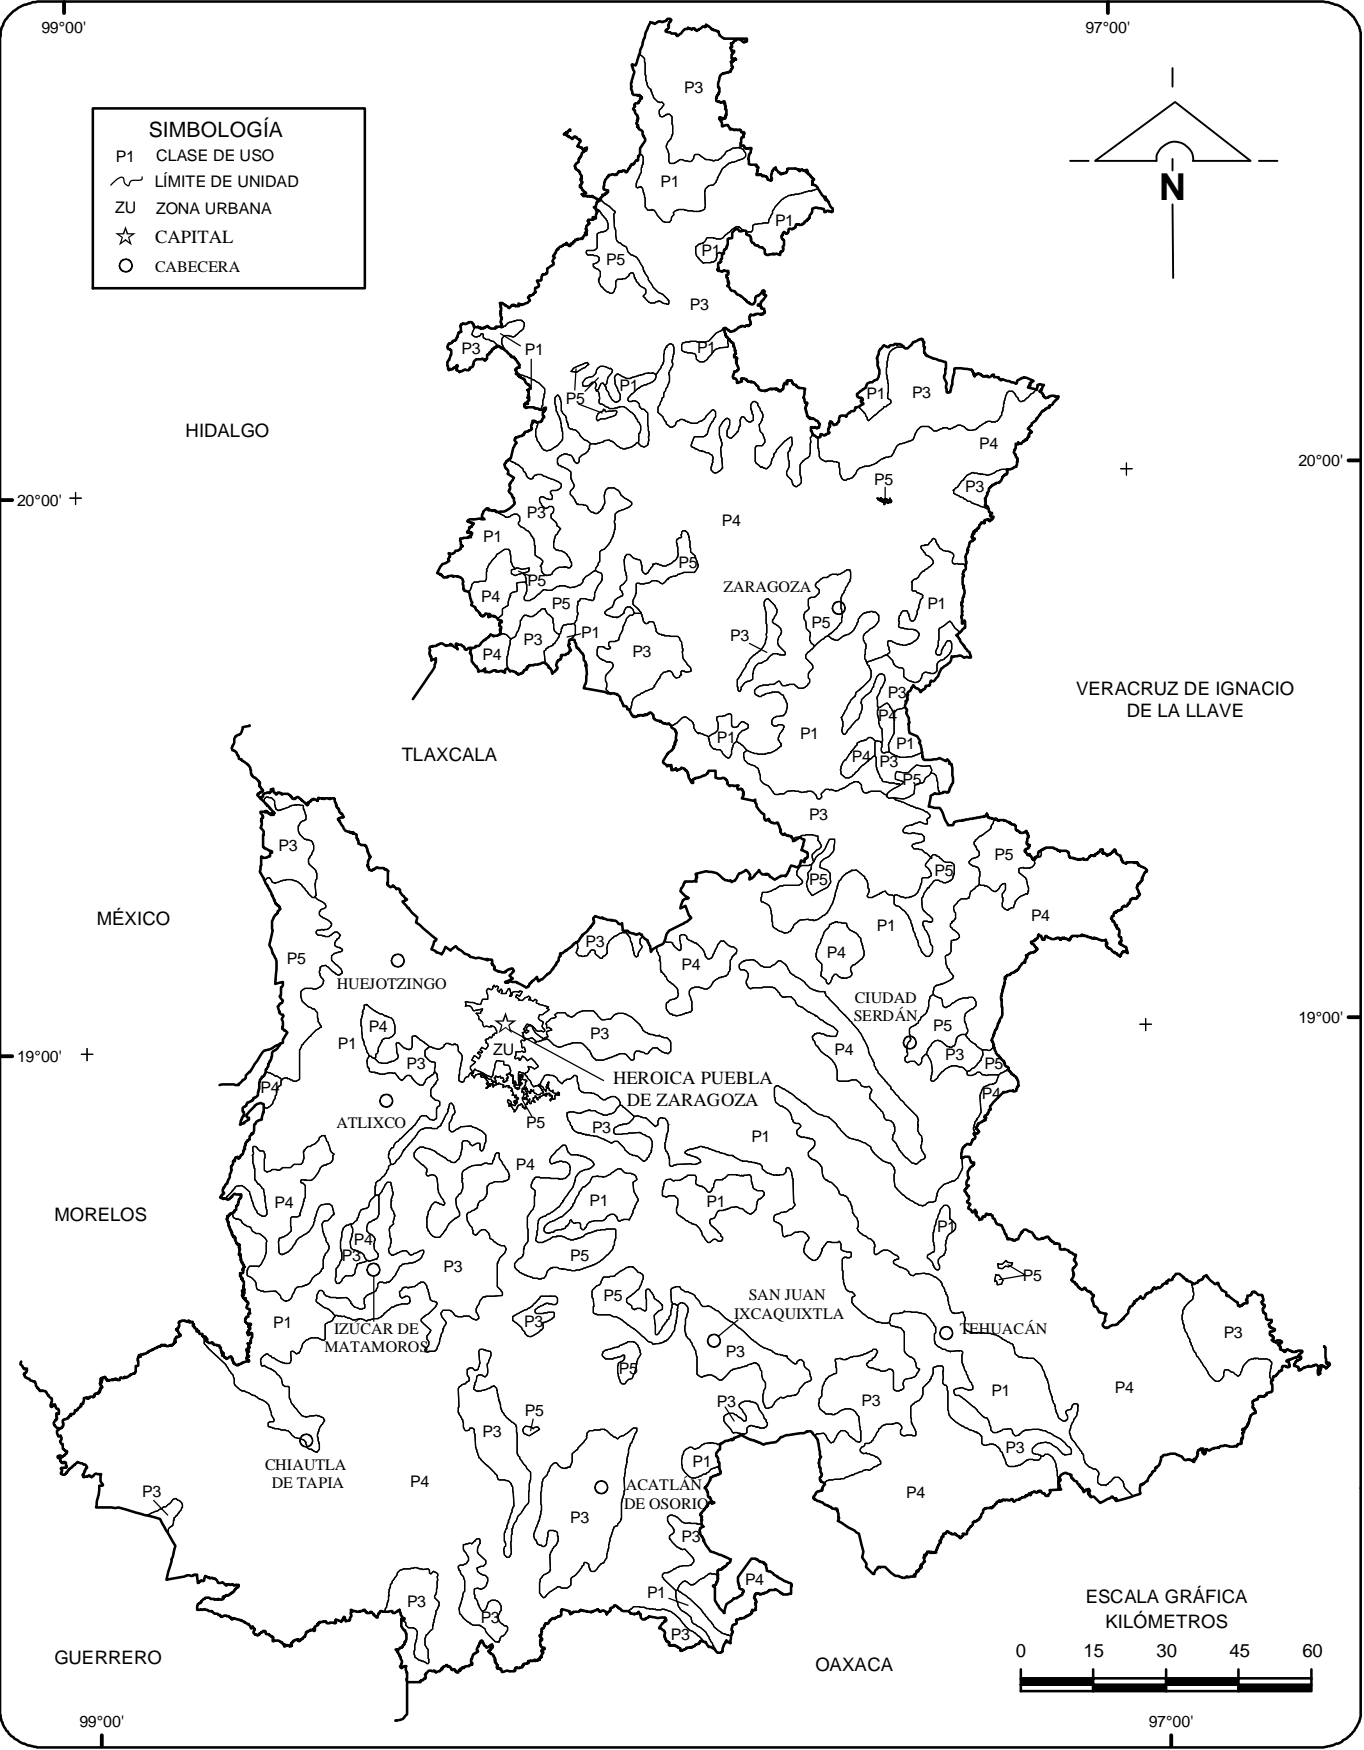 99°00'
97°00'
SIMBOLOGÍA
P1 CLASE DE USO
LÍMITE DE UNIDAD
ZU ZONA URBANA
CAPITAL
CABECERA
N
P3
P1
P1
P1
P5
P3
P3
P1
P1
P1
P5
P1
P3
HIDALGO
P4
20°00'
P5
P3
20°00'
P3
P4
P1
P5
P5
ZARAGOZA
P4
P5
P1
P5
P3
P1
P3
P3
P4
VERACRUZ DE IGNACIO
DE LA LLAVE
P3
P4
P1
P1
P1
TLAXCALA
P4
P3
P5
P3
P3
P5
P5
P5
MÉXICO
P4
P1
P3
P4
P5
P4
HUEJOTZINGO
CIUDAD
SERDÁN
P4
P5
19°00'
P3
P1
ZU
P4
P3
19°00'
P3
P5
HEROICA PUEBLA
DE ZARAGOZA
P4
P4
ATLIXCO
P5
P3
P1
P4
MORELOS
P4
P1
P1
P1
P4
P3
P5
P3
P5
P5
SAN JUAN
IXCAQUIXTLA
P1
P3
IZÚCAR DE
MATAMOROS
TEHUACÁN
P3
P3
P5
P1
P4
P3
P3
P5
P3
P3
CHIAUTLA
DE TAPIA
P1
P4
ACATLÁN
DE OSORIO
P3
P4
P3
P3
P4
P1
P3
P3
P3
ESCALA GRÁFICA
KILÓMETROS
0 15 30 45 60
GUERRERO
OAXACA
99°00'
97°00'